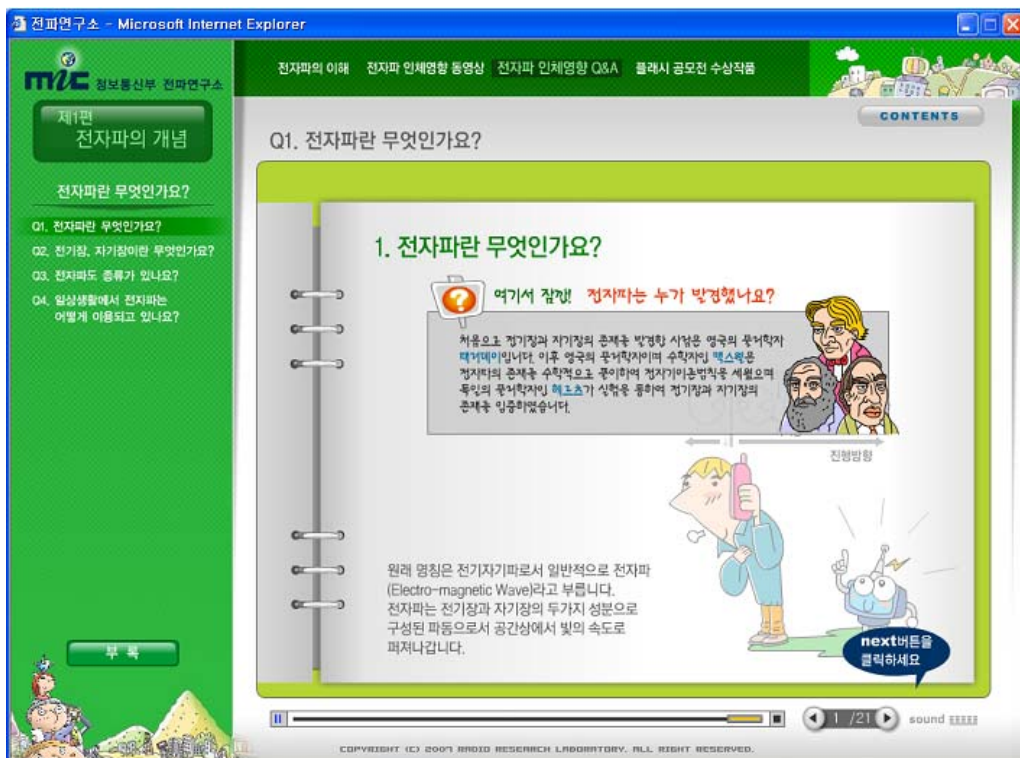 전파연구소 - Microsoft Internet Explorer
mic 정보통신부 전파연구소
전자파의 이해 전자파 인체영향 동영상 전자파 인체영향 Q&A 플래시 공모전 수상작품
CONTENTS
제1편
전자파의 개념
전자파란 무엇인가요?
Q1. 전자파란 무엇인가요?
Q2. 전기장, 자기장이란 무엇인가요?
Q3. 전자파도 종류가 있나요?
Q4. 일상생활에서 전자파는
어떻게 이용되고 있나요?
부 록
Q1. 전자파란 무엇인가요?
1. 전자파란 무엇인가요?
여기서 잠깐! 전자파는 누가 발견했나요?
처음으로 전기장과 자기장의 존재를 발견한 사람은 영국의 물리학자
패러데이입니다. 이후 영국의 물리학자이며 수학자인 맥스웰은
전자파의 존재를 수학적으로 풀이하여 전자기이론법칙을 세웠으며
독일의 물리학자인 헤르츠가 실험을 통하여 전기장과 자기장의
존재를 입증하였습니다.
진행방향
원래 명칭은 전기자기파로서 일반적으로 전자파
(Electro-magnetic Wave)라고 부릅니다.
전자파는 전기장과 자기장의 두가지 성분으로
구성된 파동으로서 공간상에서 빛의 속도로
퍼져나갑니다.
next버튼을
클릭하세요
1 /21
sound
COPYRIGHT (C) 2007 RADIO RESEARCH LABORATORY. ALL RIGHT RESERVED.